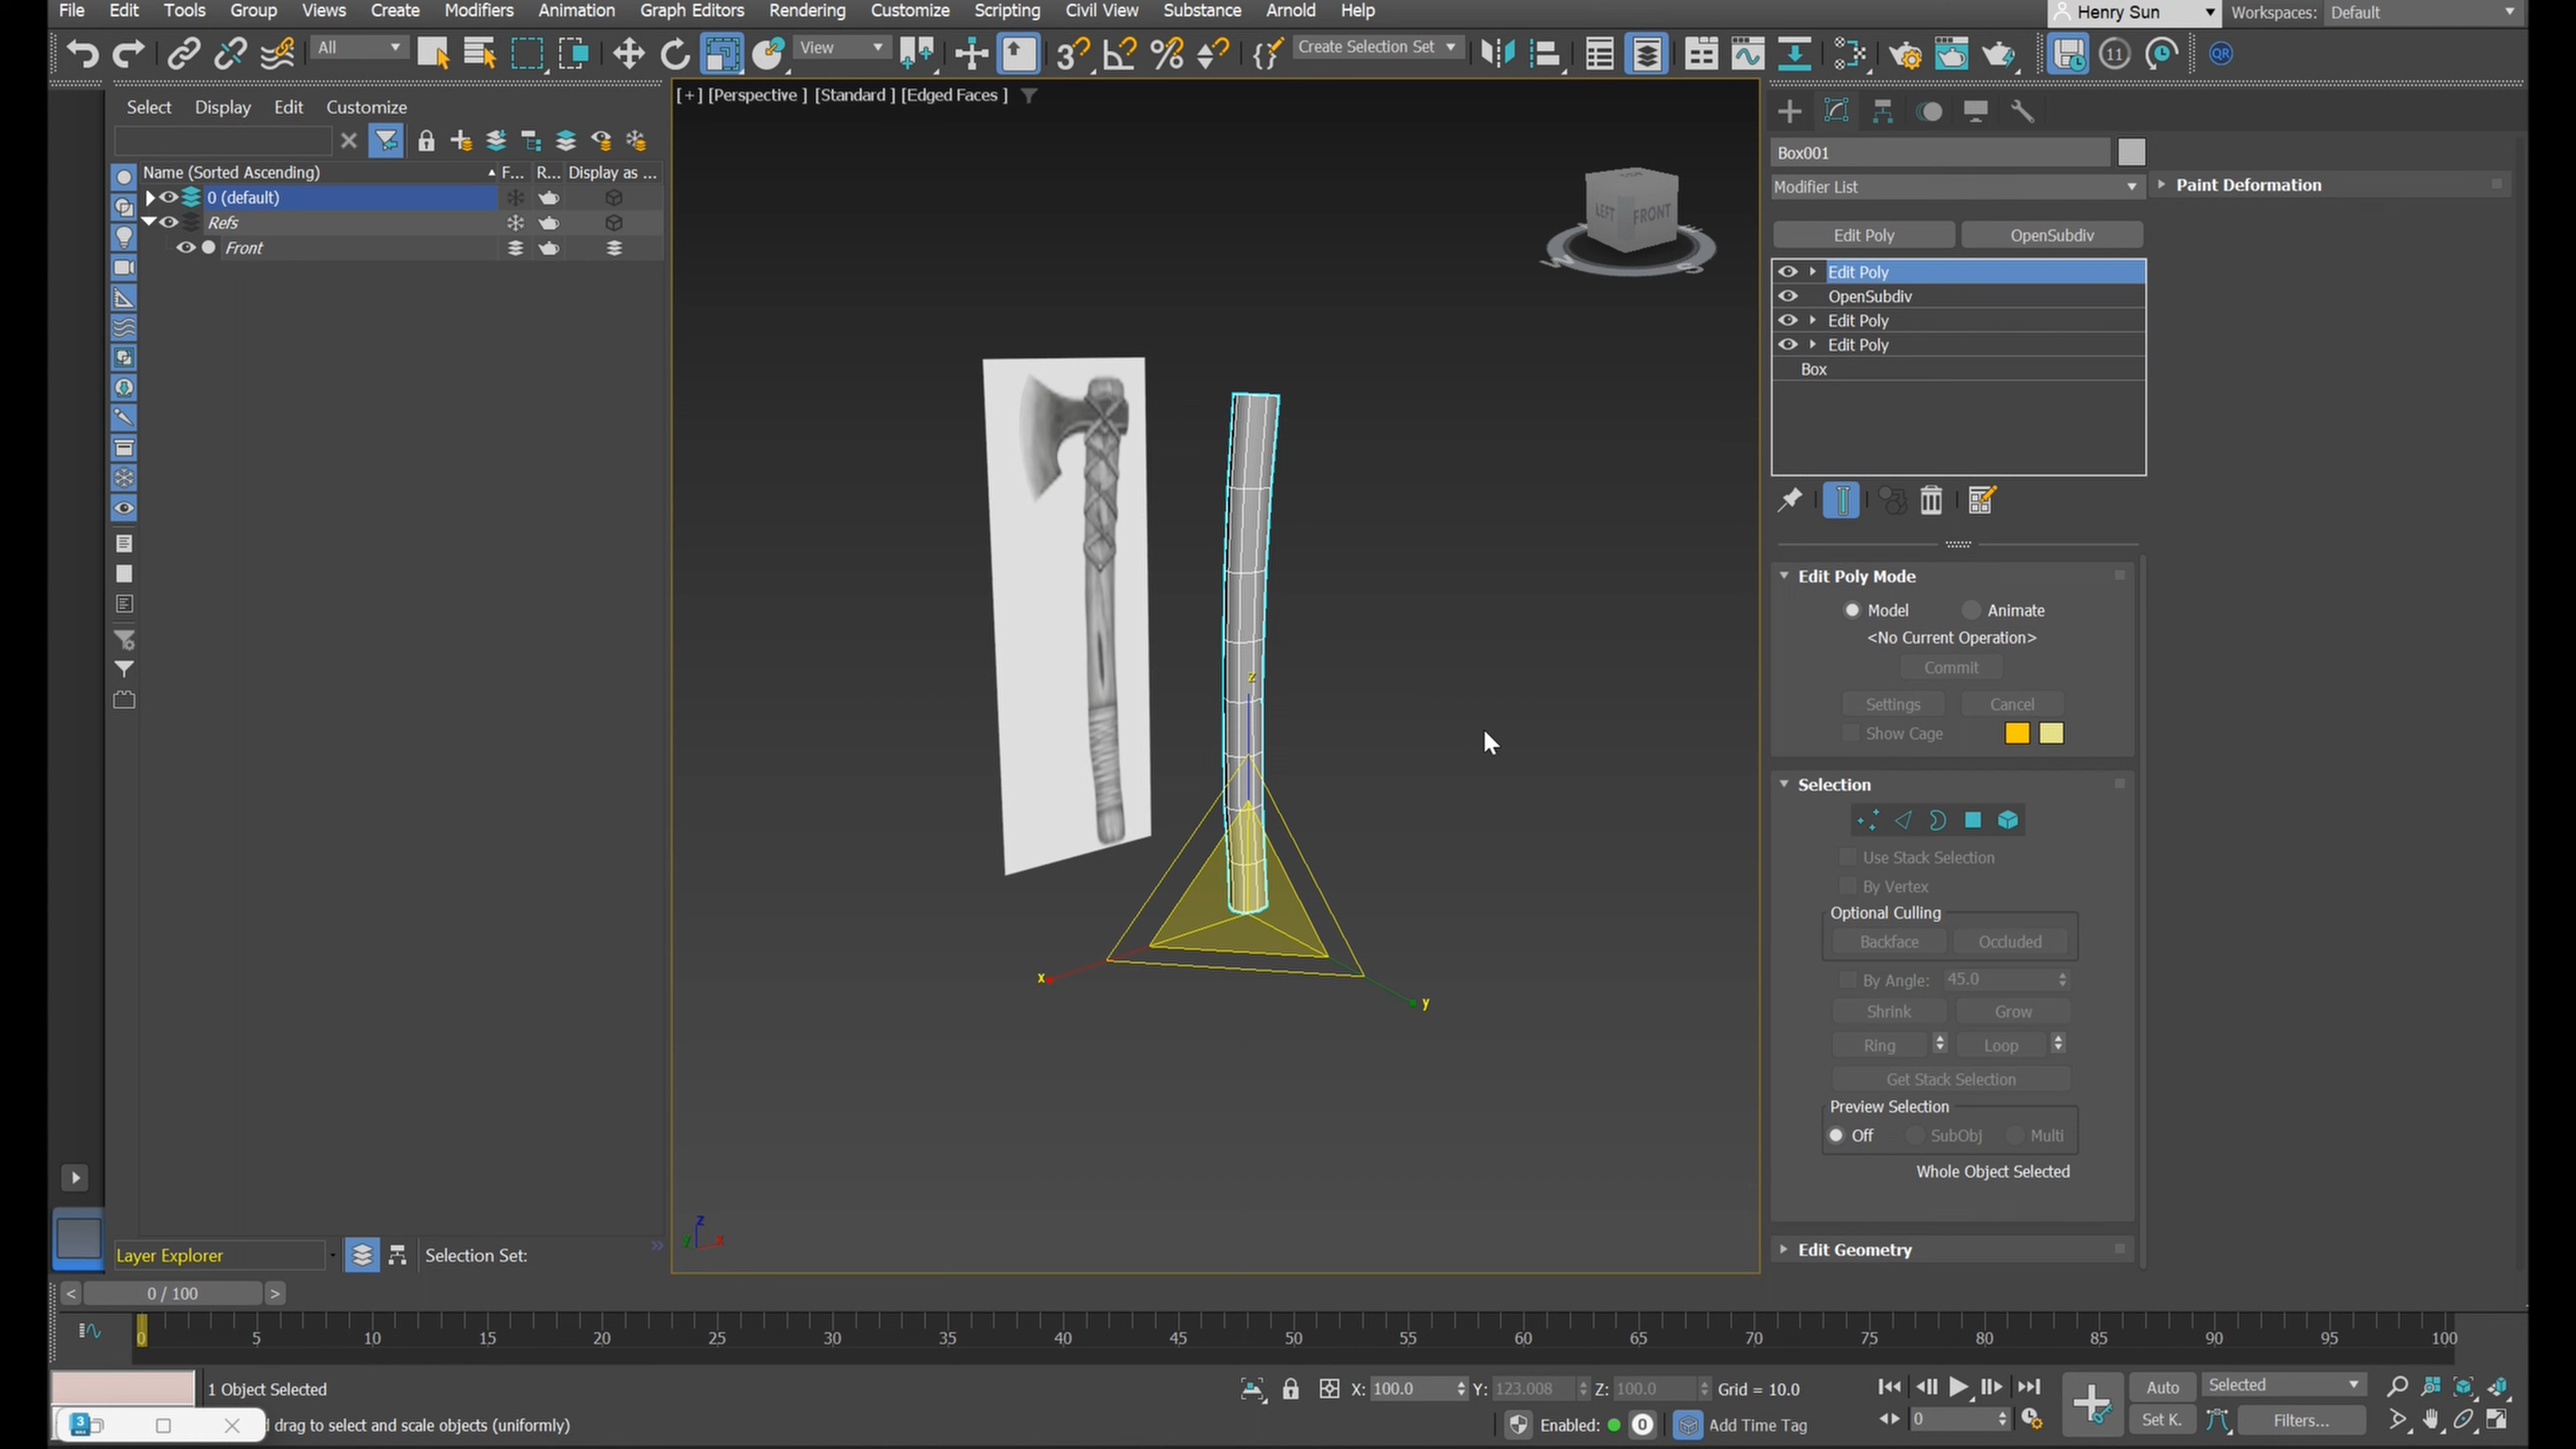 File Edit Tools Group Views Create Modifiers Animation Graph Editors Rendering Customize Scripting Civil View Substance Arnold Help
Henry Sun Workspaces: Default
All View Create Selection Set 11 QR
Select Display Edit Customize
[+] [Perspective ] [Standard ] [Edged Faces ]
Name (Sorted Ascending) F... R... Display as ...
0 (default)
Refs
Front
LEFT FRONT
Box001
Modifier List
Paint Deformation
Edit Poly OpenSubdiv
Edit Poly
OpenSubdiv
Edit Poly
Edit Poly
Box
Edit Poly Mode
Model Animate
<No Current Operation>
Commit
Settings Cancel
Show Cage
Selection
Use Stack Selection
By Vertex
Optional Culling
Backface Occluded
By Angle: 45.0
Shrink Grow
Ring Loop
Get Stack Selection
Preview Selection
Off SubObj Multi
Whole Object Selected
Edit Geometry
z
x
y
z
y x
Layer Explorer Selection Set:
< 0 / 100 >
0 5 10 15 20 25 30 35 40 45 50 55 60 65 70 75 80 85 90 95 100
1 Object Selected X: 100.0 Y: 123.008 Z: 100.0 Grid = 10.0 Auto Selected
3 drag to select and scale objects (uniformly) Enabled: 0 Add Time Tag 0 Set K. Filters...